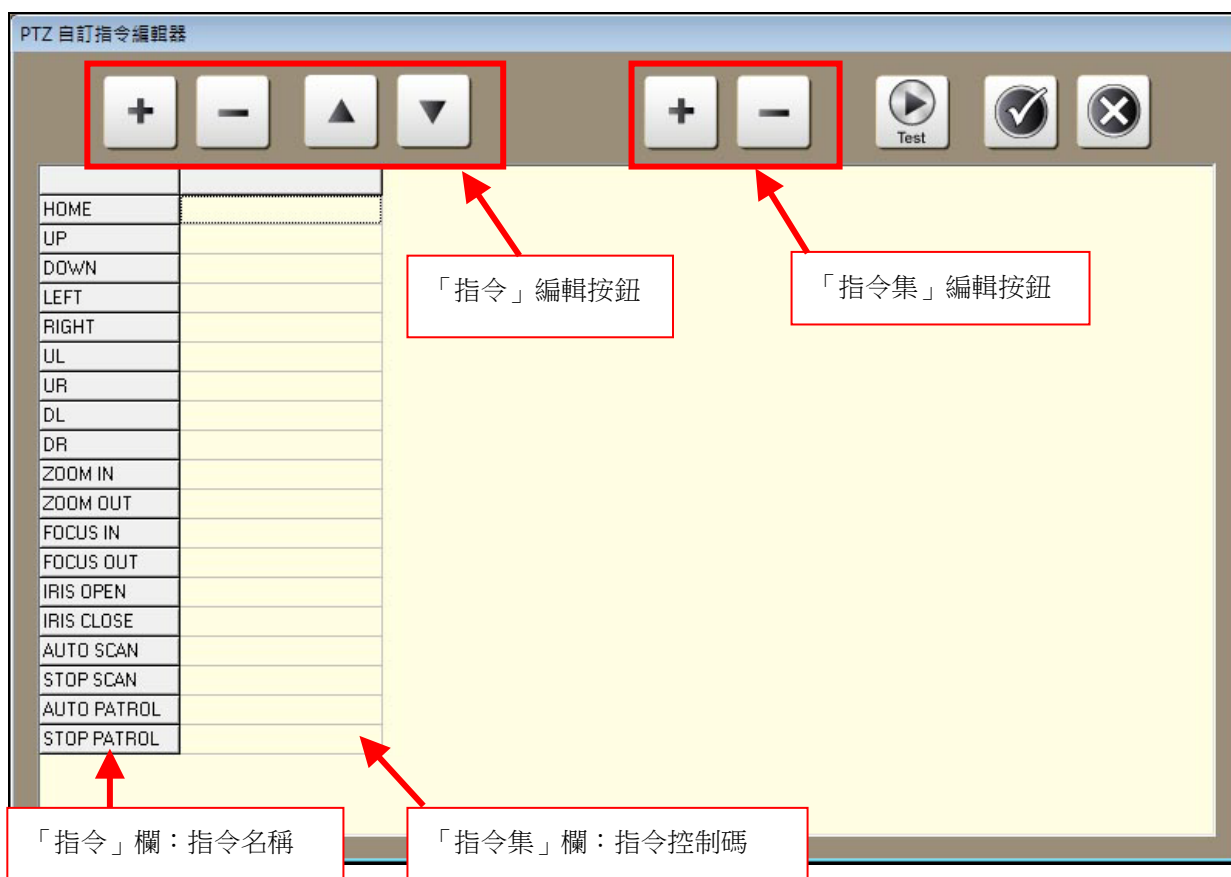 PTZ 自訂指令編輯器
Test
HOME
UP
DOWN
LEFT
RIGHT
UL
UR
DL
DR
ZOOM IN
ZOOM OUT
FOCUS IN
FOCUS OUT
IRIS OPEN
IRIS CLOSE
AUTO SCAN
STOP SCAN
AUTO PATROL
STOP PATROL
「指令」編輯按鈕
「指令集」編輯按鈕
「指令」欄：指令名稱
「指令集」欄：指令控制碼